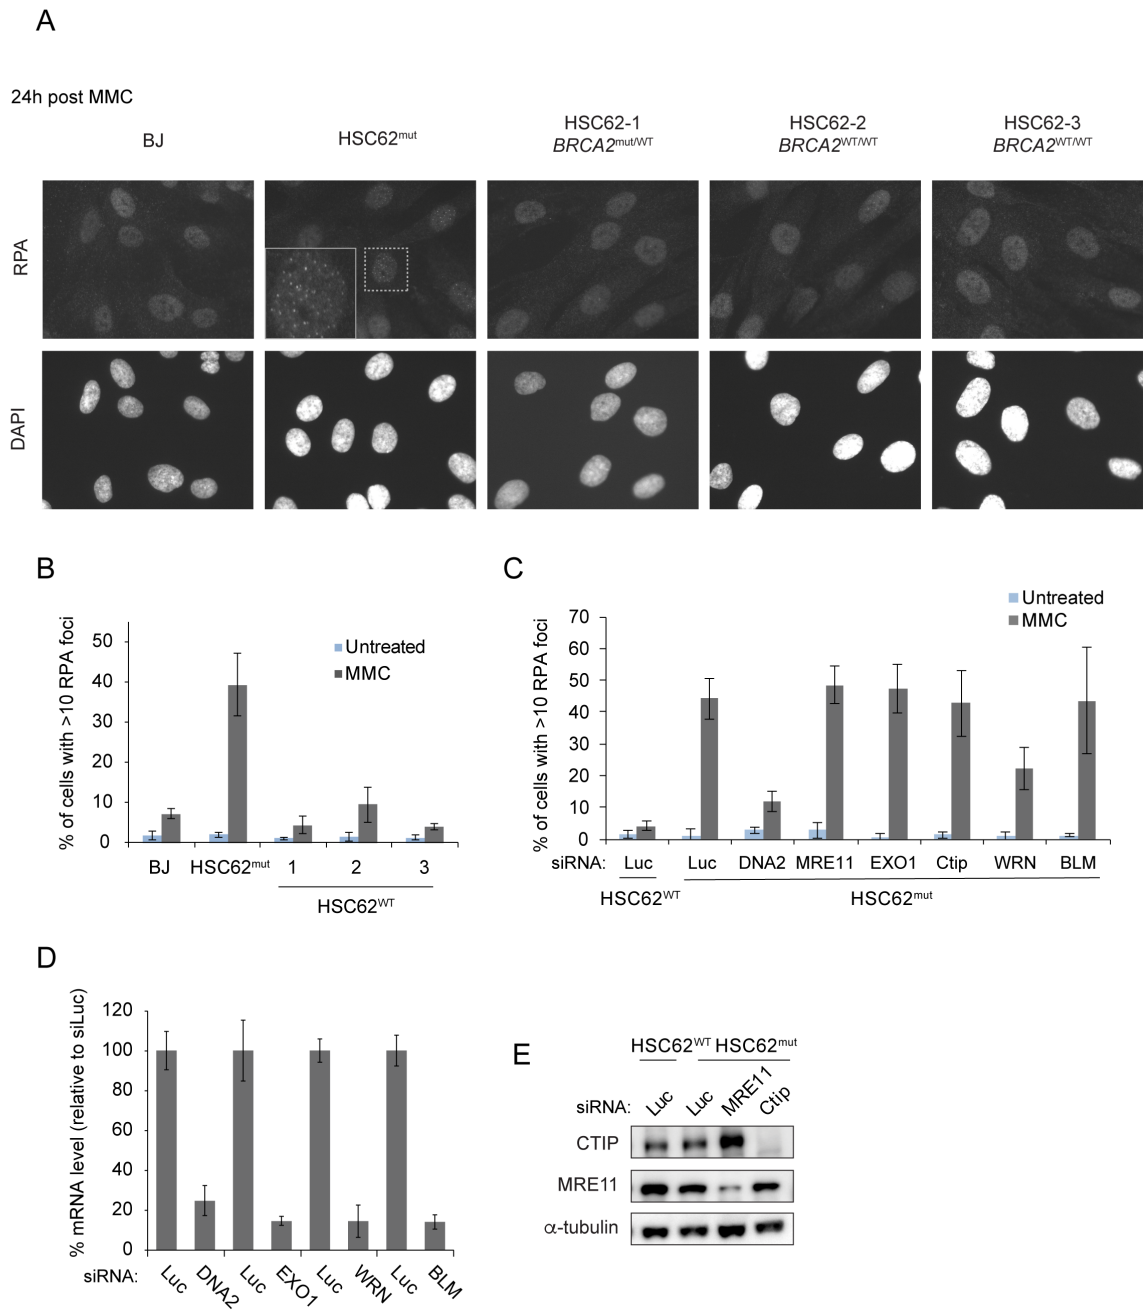 A
24h post MMC
BJ
HSC62mut
HSC62-1
BRCA2mut/WT
HSC62-2
BRCA2WT/WT
HSC62-3
BRCA2WT/WT
RPA
DAPI
B
% of cells with >10 RPA foci
50
40
30
20
10
0
Untreated
MMC
BJ HSC62mut 1 2 3
HSC62WT
C
% of cells with >10 RPA foci
70
60
50
40
30
20
10
0
Untreated
MMC
siRNA: Luc Luc DNA2 MRE11 EXO1 Ctip WRN BLM
HSC62WT HSC62mut
D
% mRNA level (relative to siLuc)
120
100
80
60
40
20
0
siRNA: Luc DNA2 Luc EXO1 Luc WRN Luc BLM
E
HSC62WT HSC62mut
siRNA: Luc Luc MRE11 Ctip
CTIP
MRE11
α-tubulin